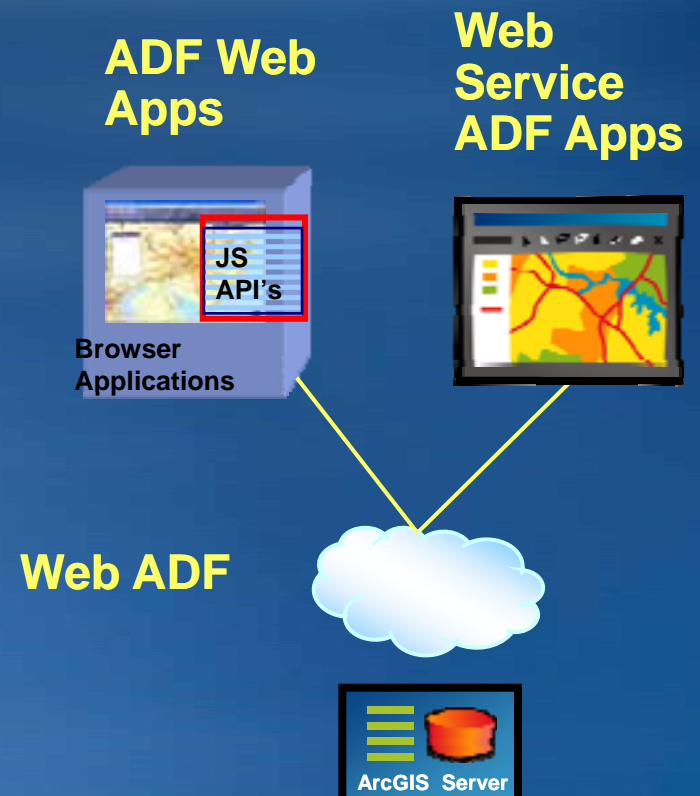 ADF Web
Apps
Web
Service
ADF Apps
JS
API's
Browser
Applications
Web ADF
ArcGIS Server